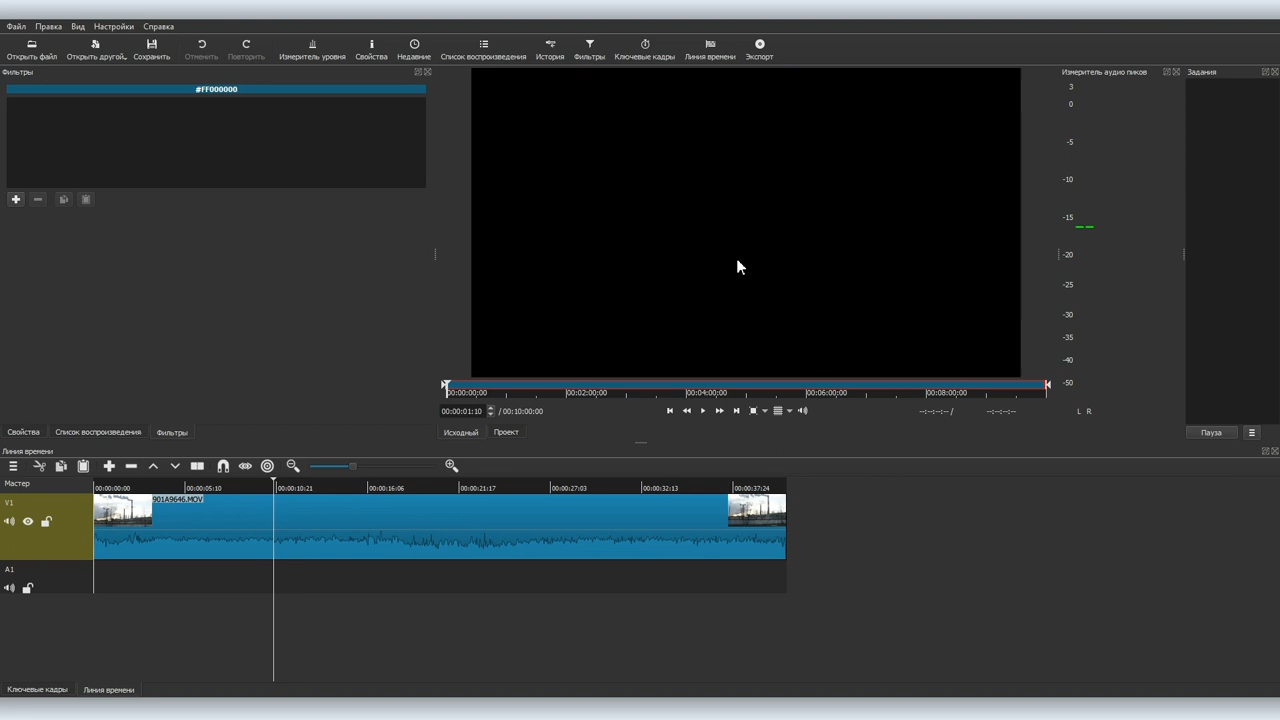 Файл Правка Вид Настройки Справка
Открыть файл Открыть другой.. Сохранить Отменить Повторить Измеритель уровня Свойства Недавние Список воспроизведения История Фильтры Ключевые кадры Линия времени Экспорт
Фильтры
#FF000000
Измеритель аудио пиков
3
0
-5
-10
-15
-20
-25
-30
-35
-40
-50
L R
Задания
Пауза
00:00:00;00 00:02:00;00 00:04:00;00 00:06:00;00 00:08:00;00
00:00:01:10 / 00:10:00:00 --:--:--:-- / --:--:--:--
Свойства Список воспроизведения Фильтры
Исходный Проект
Линия времени
Мастер
00:00:00:00 00:00:05:10 00:00:10:21 00:00:16:06 00:00:21:17 00:00:27:03 00:00:32:13 00:00:37:24
V1
901A9646.MOV
A1
Ключевые кадры Линия времени